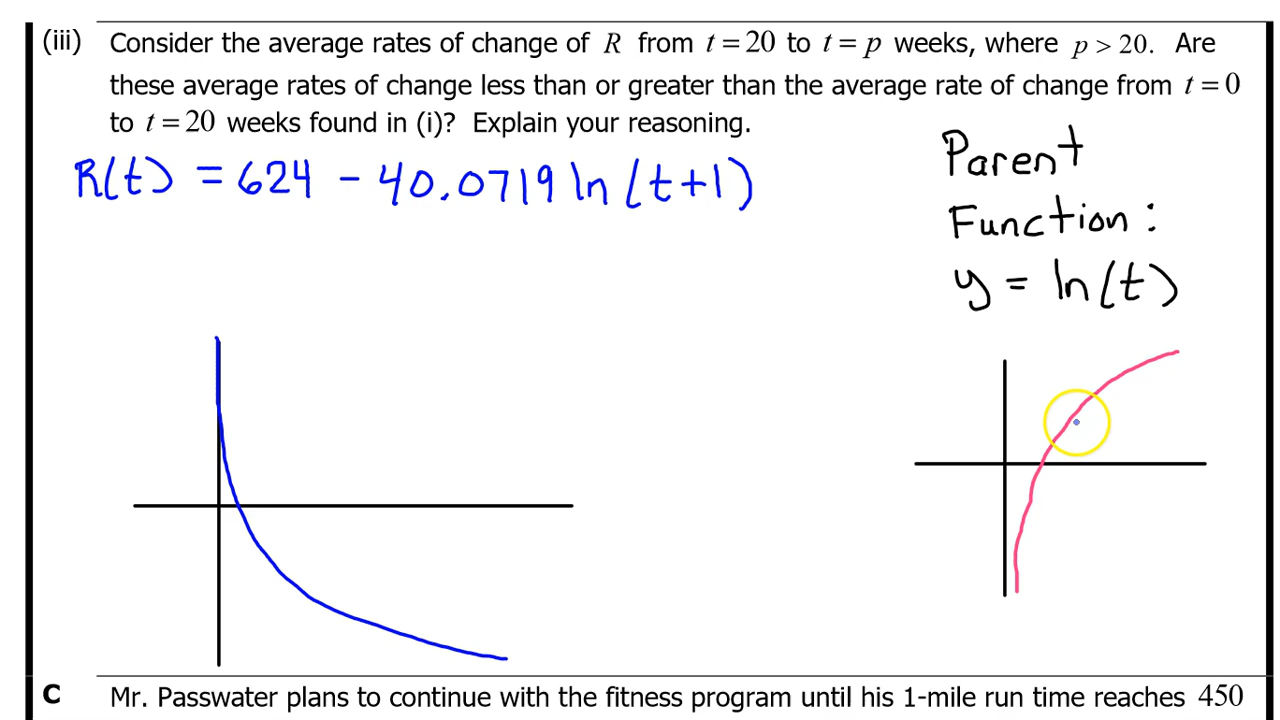 (iii) Consider the average rates of change of R from t = 20 to t = p weeks, where p > 20. Are
these average rates of change less than or greater than the average rate of change from t = 0
to t = 20 weeks found in (i)? Explain your reasoning.
R(t) = 624 - 40.0719 ln(t+1)
Parent
Function:
y = ln(t)
C Mr. Passwater plans to continue with the fitness program until his 1-mile run time reaches 450